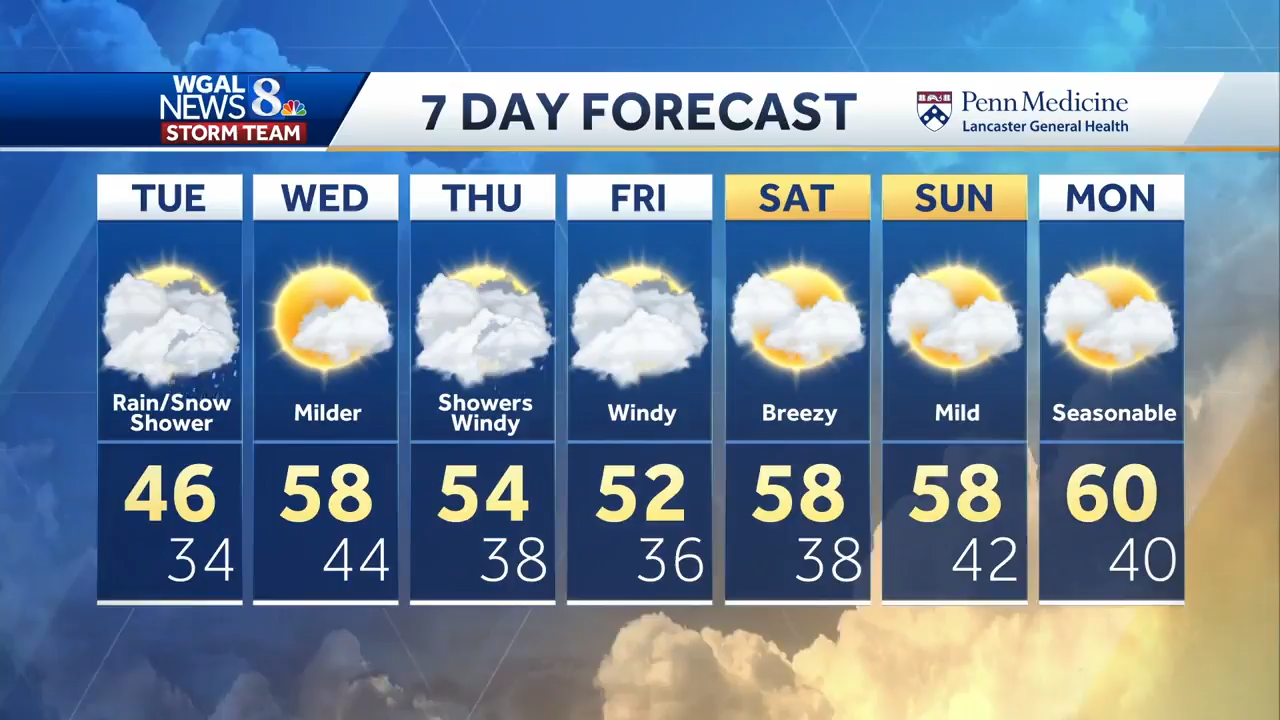 WGAL
NEWS 8
STORM TEAM
7 DAY FORECAST
Penn Medicine
Lancaster General Health
TUE WED THU FRI SAT SUN MON
Rain/Snow
Shower
Milder
Showers
Windy
Windy
Breezy
Mild
Seasonable
46 58 54 52 58 58 60
34 44 38 36 38 42 40